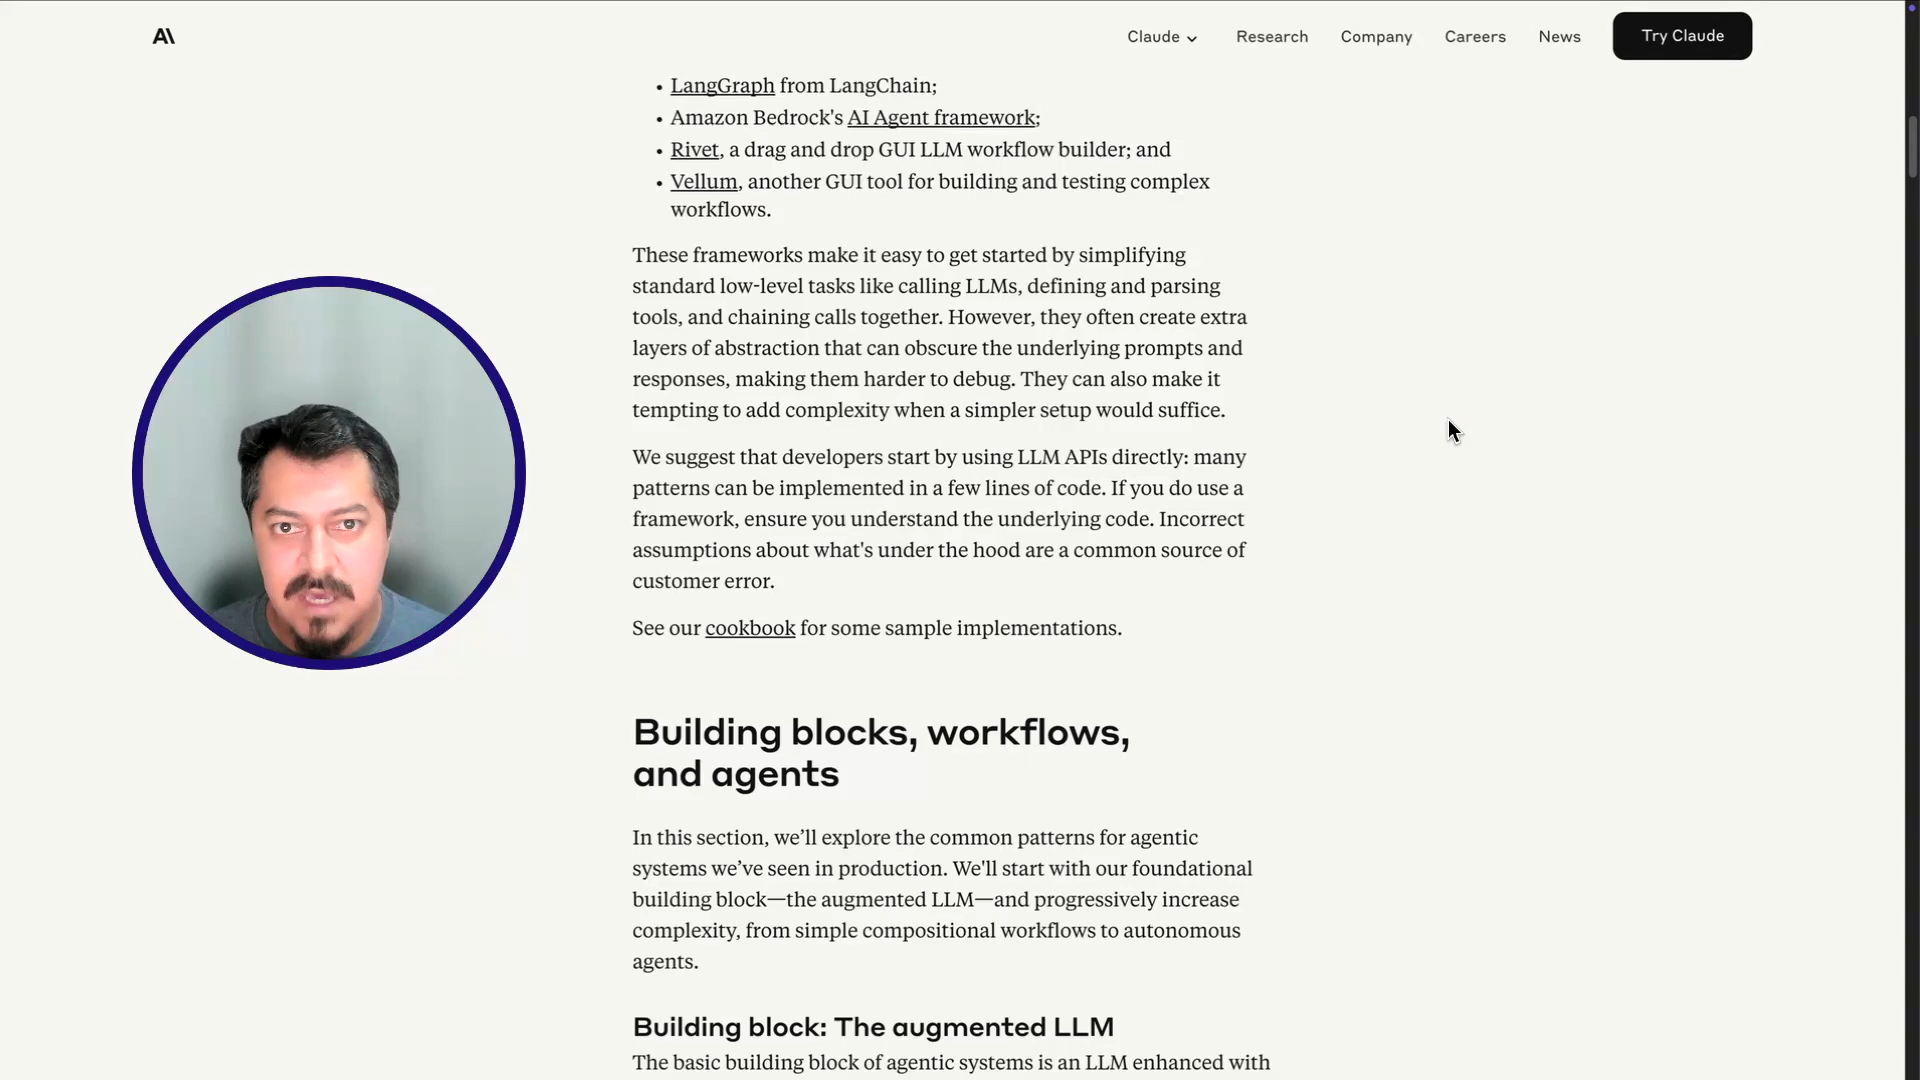 A\
Claude
Research
Company
Careers
News
Try Claude
• LangGraph from LangChain;
• Amazon Bedrock's AI Agent framework;
• Rivet, a drag and drop GUI LLM workflow builder; and
• Vellum, another GUI tool for building and testing complex
workflows.
These frameworks make it easy to get started by simplifying
standard low-level tasks like calling LLMs, defining and parsing
tools, and chaining calls together. However, they often create extra
layers of abstraction that can obscure the underlying prompts and
responses, making them harder to debug. They can also make it
tempting to add complexity when a simpler setup would suffice.
We suggest that developers start by using LLM APIs directly: many
patterns can be implemented in a few lines of code. If you do use a
framework, ensure you understand the underlying code. Incorrect
assumptions about what's under the hood are a common source of
customer error.
See our cookbook for some sample implementations.
Building blocks, workflows,
and agents
In this section, we’ll explore the common patterns for agentic
systems we’ve seen in production. We'll start with our foundational
building block—the augmented LLM—and progressively increase
complexity, from simple compositional workflows to autonomous
agents.
Building block: The augmented LLM
The basic building block of agentic systems is an LLM enhanced with